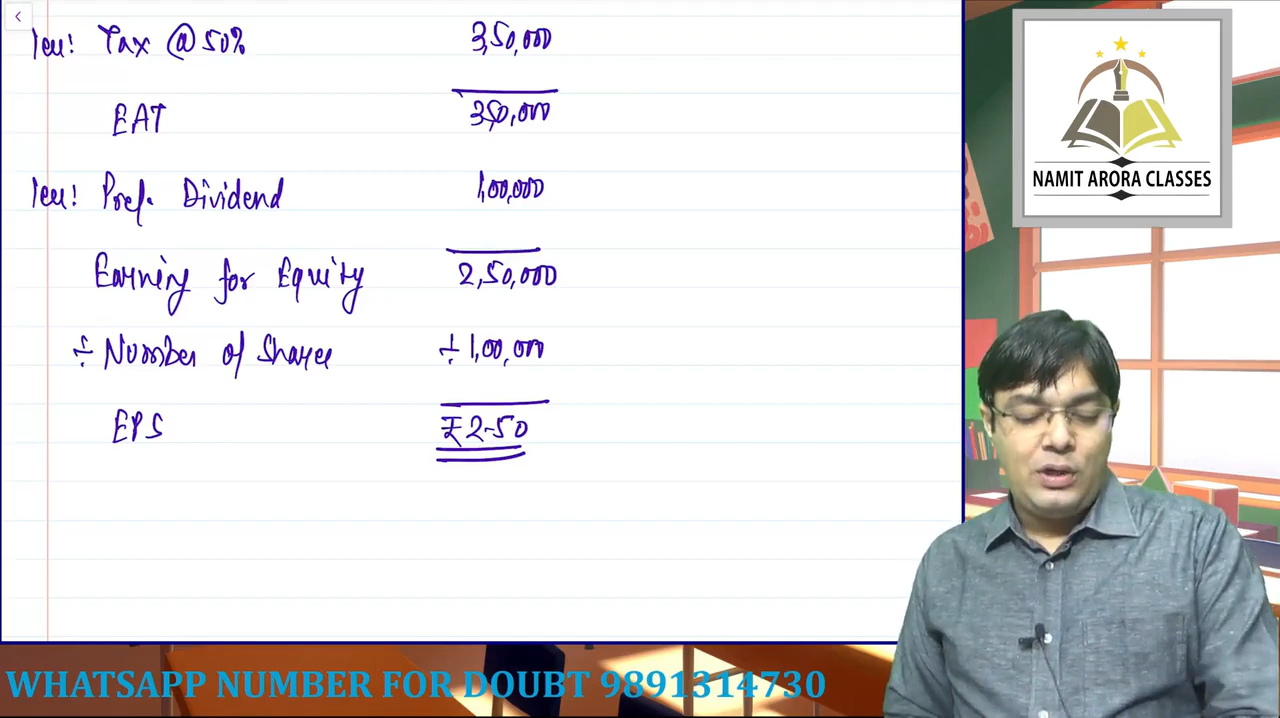 less: Tax @ 50% 3,50,000
EAT 3,50,000
less: Pref. Dividend 1,00,000
Earning for Equity 2,50,000
÷ Number of Shares ÷ 1,00,000
EPS ₹ 2.50
NAMIT ARORA CLASSES
WHATSAPP NUMBER FOR DOUBT 9891314730